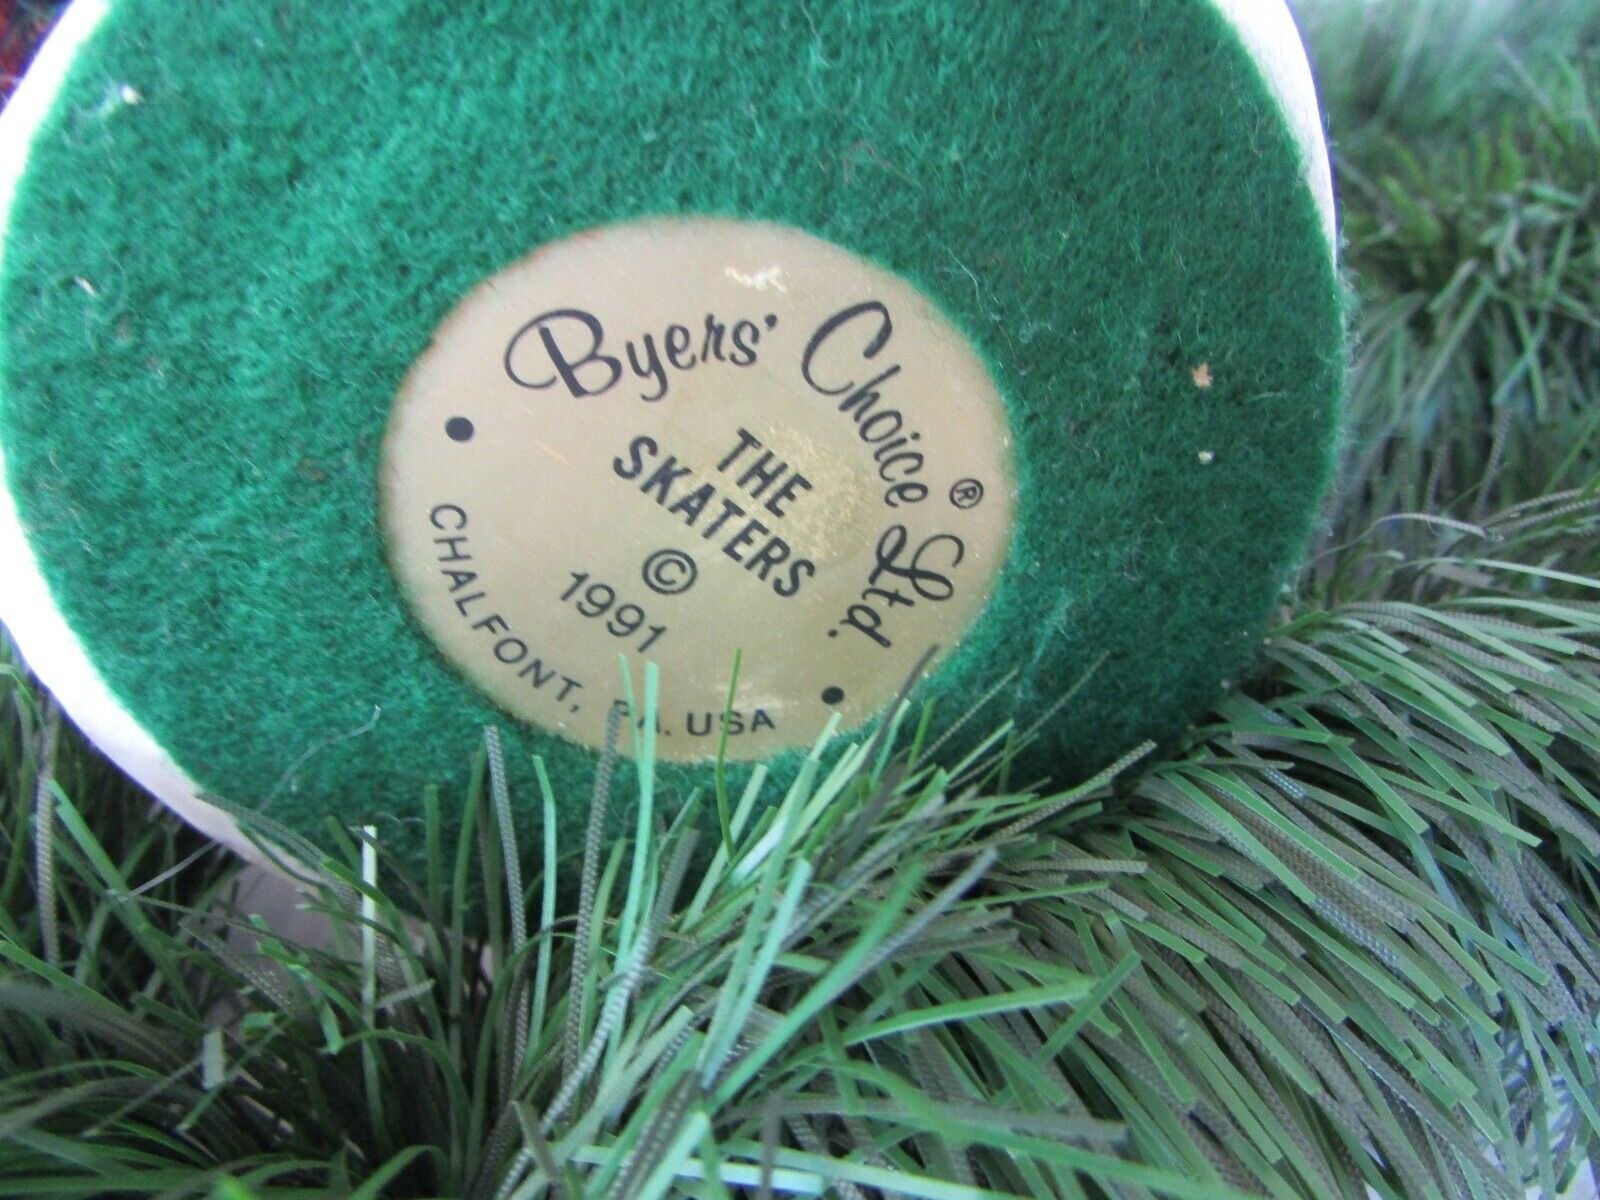 Byers' Choice® Ltd.
THE
SKATERS
©
1991
CHALFONT, PA. USA